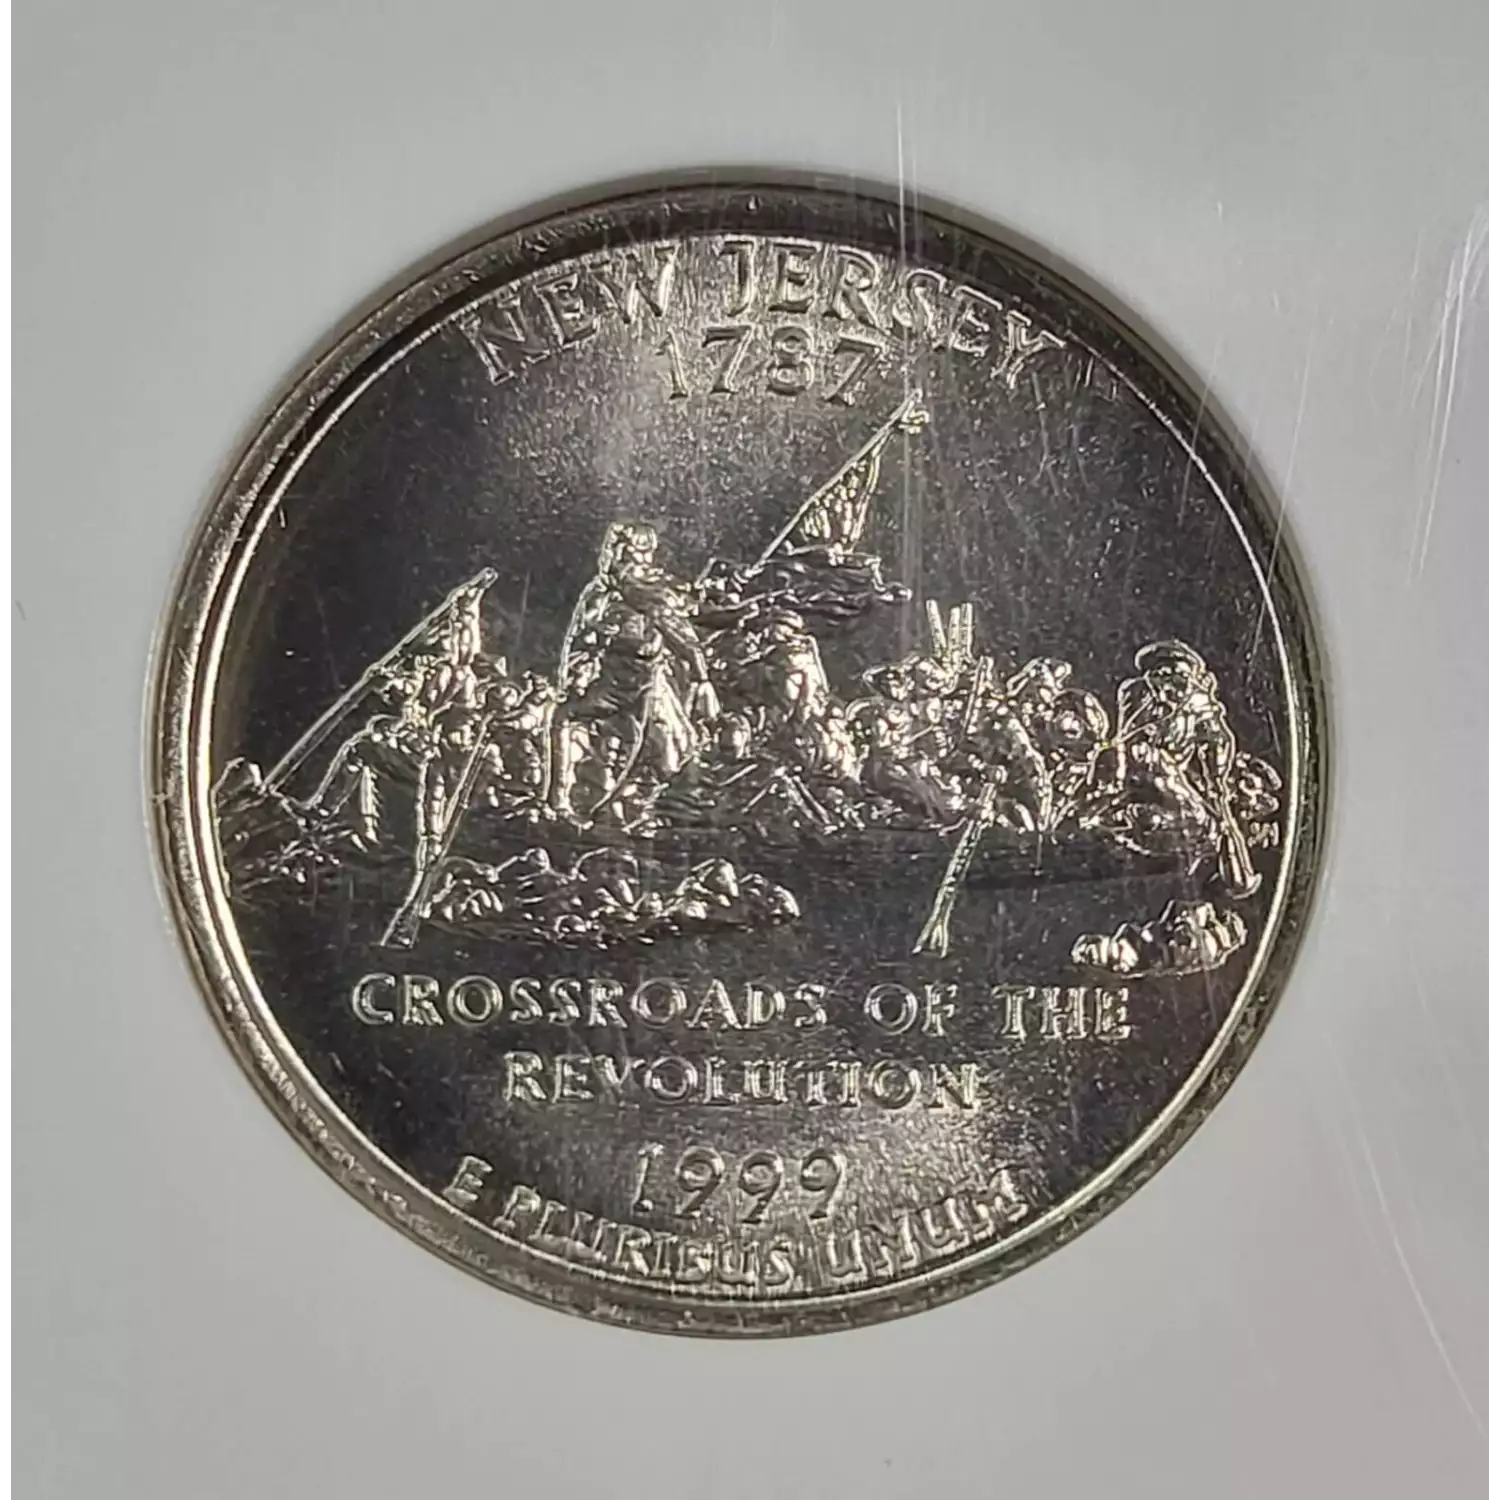 NEW JERSEY
1787
CROSSROADS OF THE
REVOLUTION
1999
E PLURIBUS UNUM